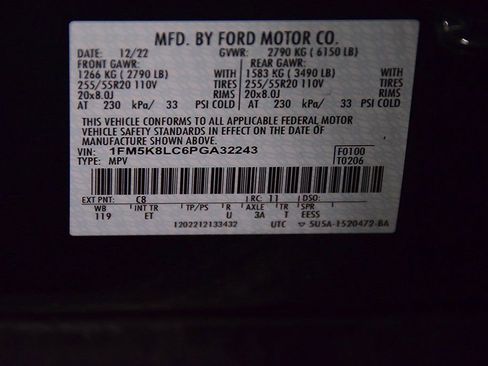 MFD. BY FORD MOTOR CO.
DATE: 12/22 GVWR: 2790 KG ( 6150 LB)
FRONT GAWR: REAR GAWR:
1266 KG ( 2790 LB) WITH 1583 KG ( 3490 LB) WITH
255/55R20 110V TIRES 255/55R20 110V TIRES
20x8.0J RIMS 20x8.0J RIMS
AT 230 kPa/ 33 PSI COLD AT 230 kPa/ 33 PSI COLD
THIS VEHICLE CONFORMS TO ALL APPLICABLE FEDERAL MOTOR
VEHICLE SAFETY STANDARDS IN EFFECT ON THE DATE OF
MANUFACTURE SHOWN ABOVE.
VIN: 1FM5K8LC6PGA32243 F0100
TYPE: MPV T0206
EXT PNT: C8 RC: 11 DSO:
WB INT TR TP/PS R AXLE TR SPR
119 ET U 3A T EESS
1202212133432 UTC 5U5A-1520472-BA